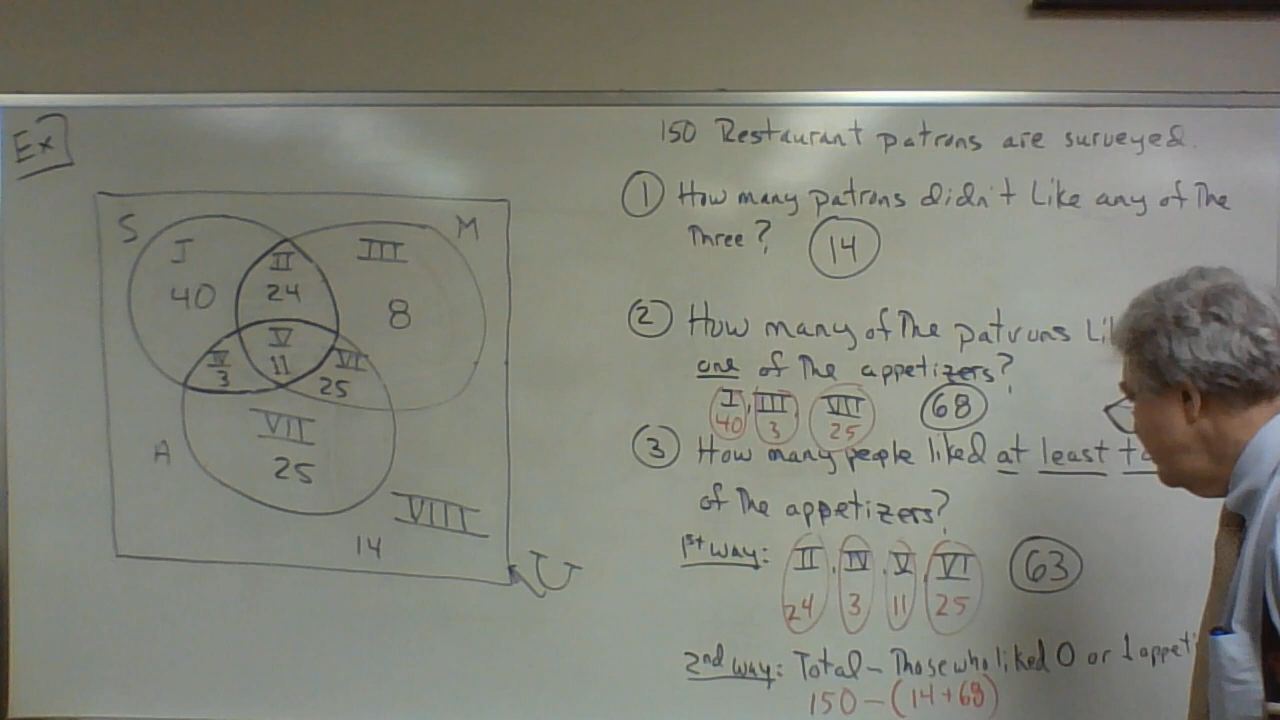 Ex
S
M
I
II
III
40
24
8
IV
V
VI
3
11
25
VII
A
25
VIII
14
U
150 Restaurant patrons are surveyed.
① How many patrons didn't Like any of The
Three? 14
② How many of The patrons
one of The appetizers?
I, III, VII 68
40 3 25
③ How many people liked at least
of The appetizers?
1st way: II, IV, V, VI 63
24 3 11 25
2nd way: Total - Those who liked 0 or 1
150 - (14+68)